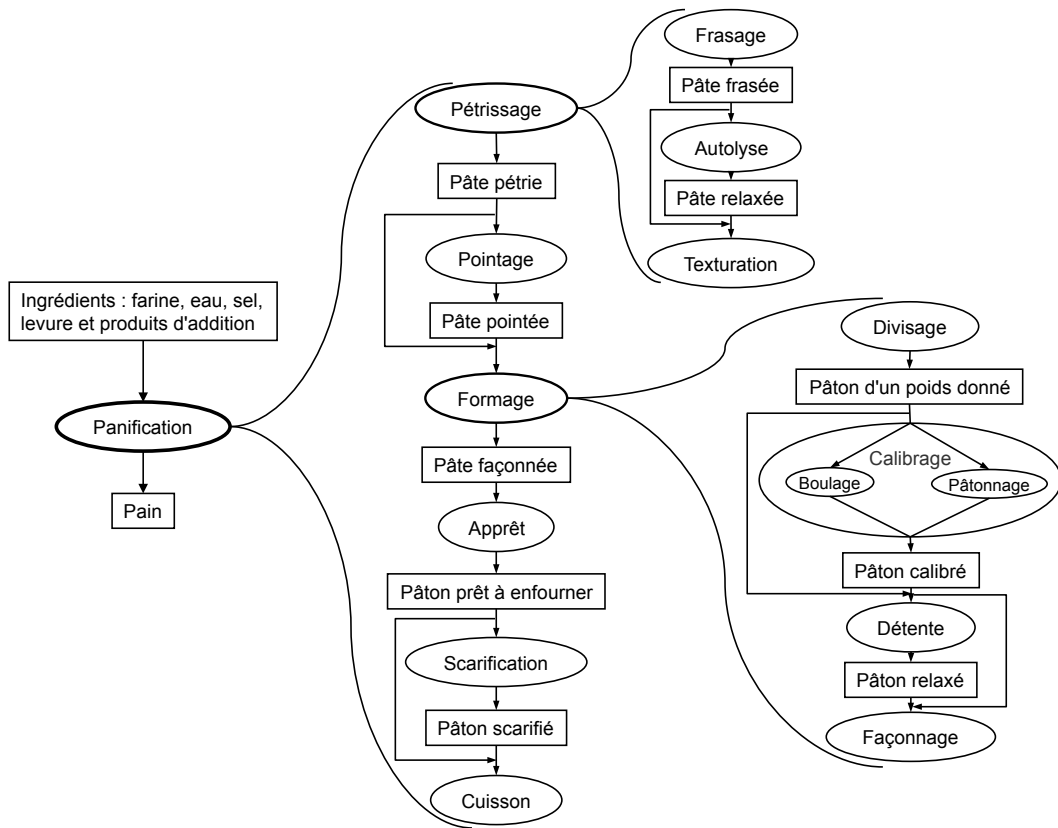 Ingrédients : farine, eau, sel,
levure et produits d'addition
Panification
Pain
Pétrissage
Pâte pétrie
Pointage
Pâte pointée
Formage
Pâte façonnée
Apprêt
Pâton prêt à enfourner
Scarification
Pâton scarifié
Cuisson
Frasage
Pâte frasée
Autolyse
Pâte relaxée
Texturation
Divisage
Pâton d'un poids donné
Calibrage
Boulage
Pâtonnage
Pâton calibré
Détente
Pâton relaxé
Façonnage